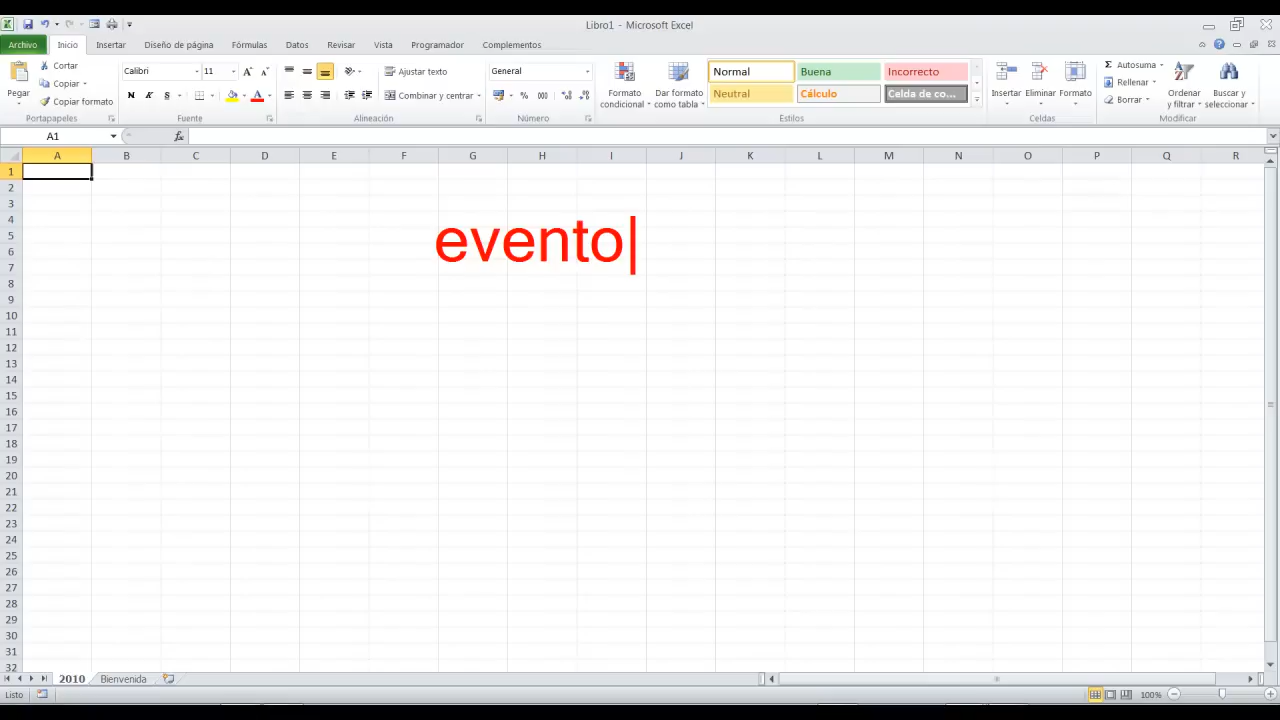 Libro1 - Microsoft Excel
Archivo Inicio Insertar Diseño de página Fórmulas Datos Revisar Vista Programador Complementos
Pegar
Cortar
Copiar
Copiar formato
Portapapeles
Calibri 11
N K S
Fuente
Ajustar texto
Combinar y centrar
Alineación
General
% 000
Número
Formato condicional
Dar formato como tabla
Normal Buena Incorrecto
Neutral Cálculo Celda de co...
Estilos
Insertar Eliminar Formato
Celdas
Autosuma
Rellenar
Borrar
Ordenar y filtrar
Buscar y seleccionar
Modificar
A1 fx
A B C D E F G H I J K L M N O P Q R
1
2
3
4
5
6
7
8
9
10
11
12
13
14
15
16
17
18
19
20
21
22
23
24
25
26
27
28
29
30
31
32
evento
2010 Bienvenida
Listo 100%